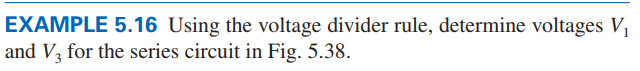 EXAMPLE 5.16 Using the voltage divider rule, determine voltages V₁
and V₃ for the series circuit in Fig. 5.38.